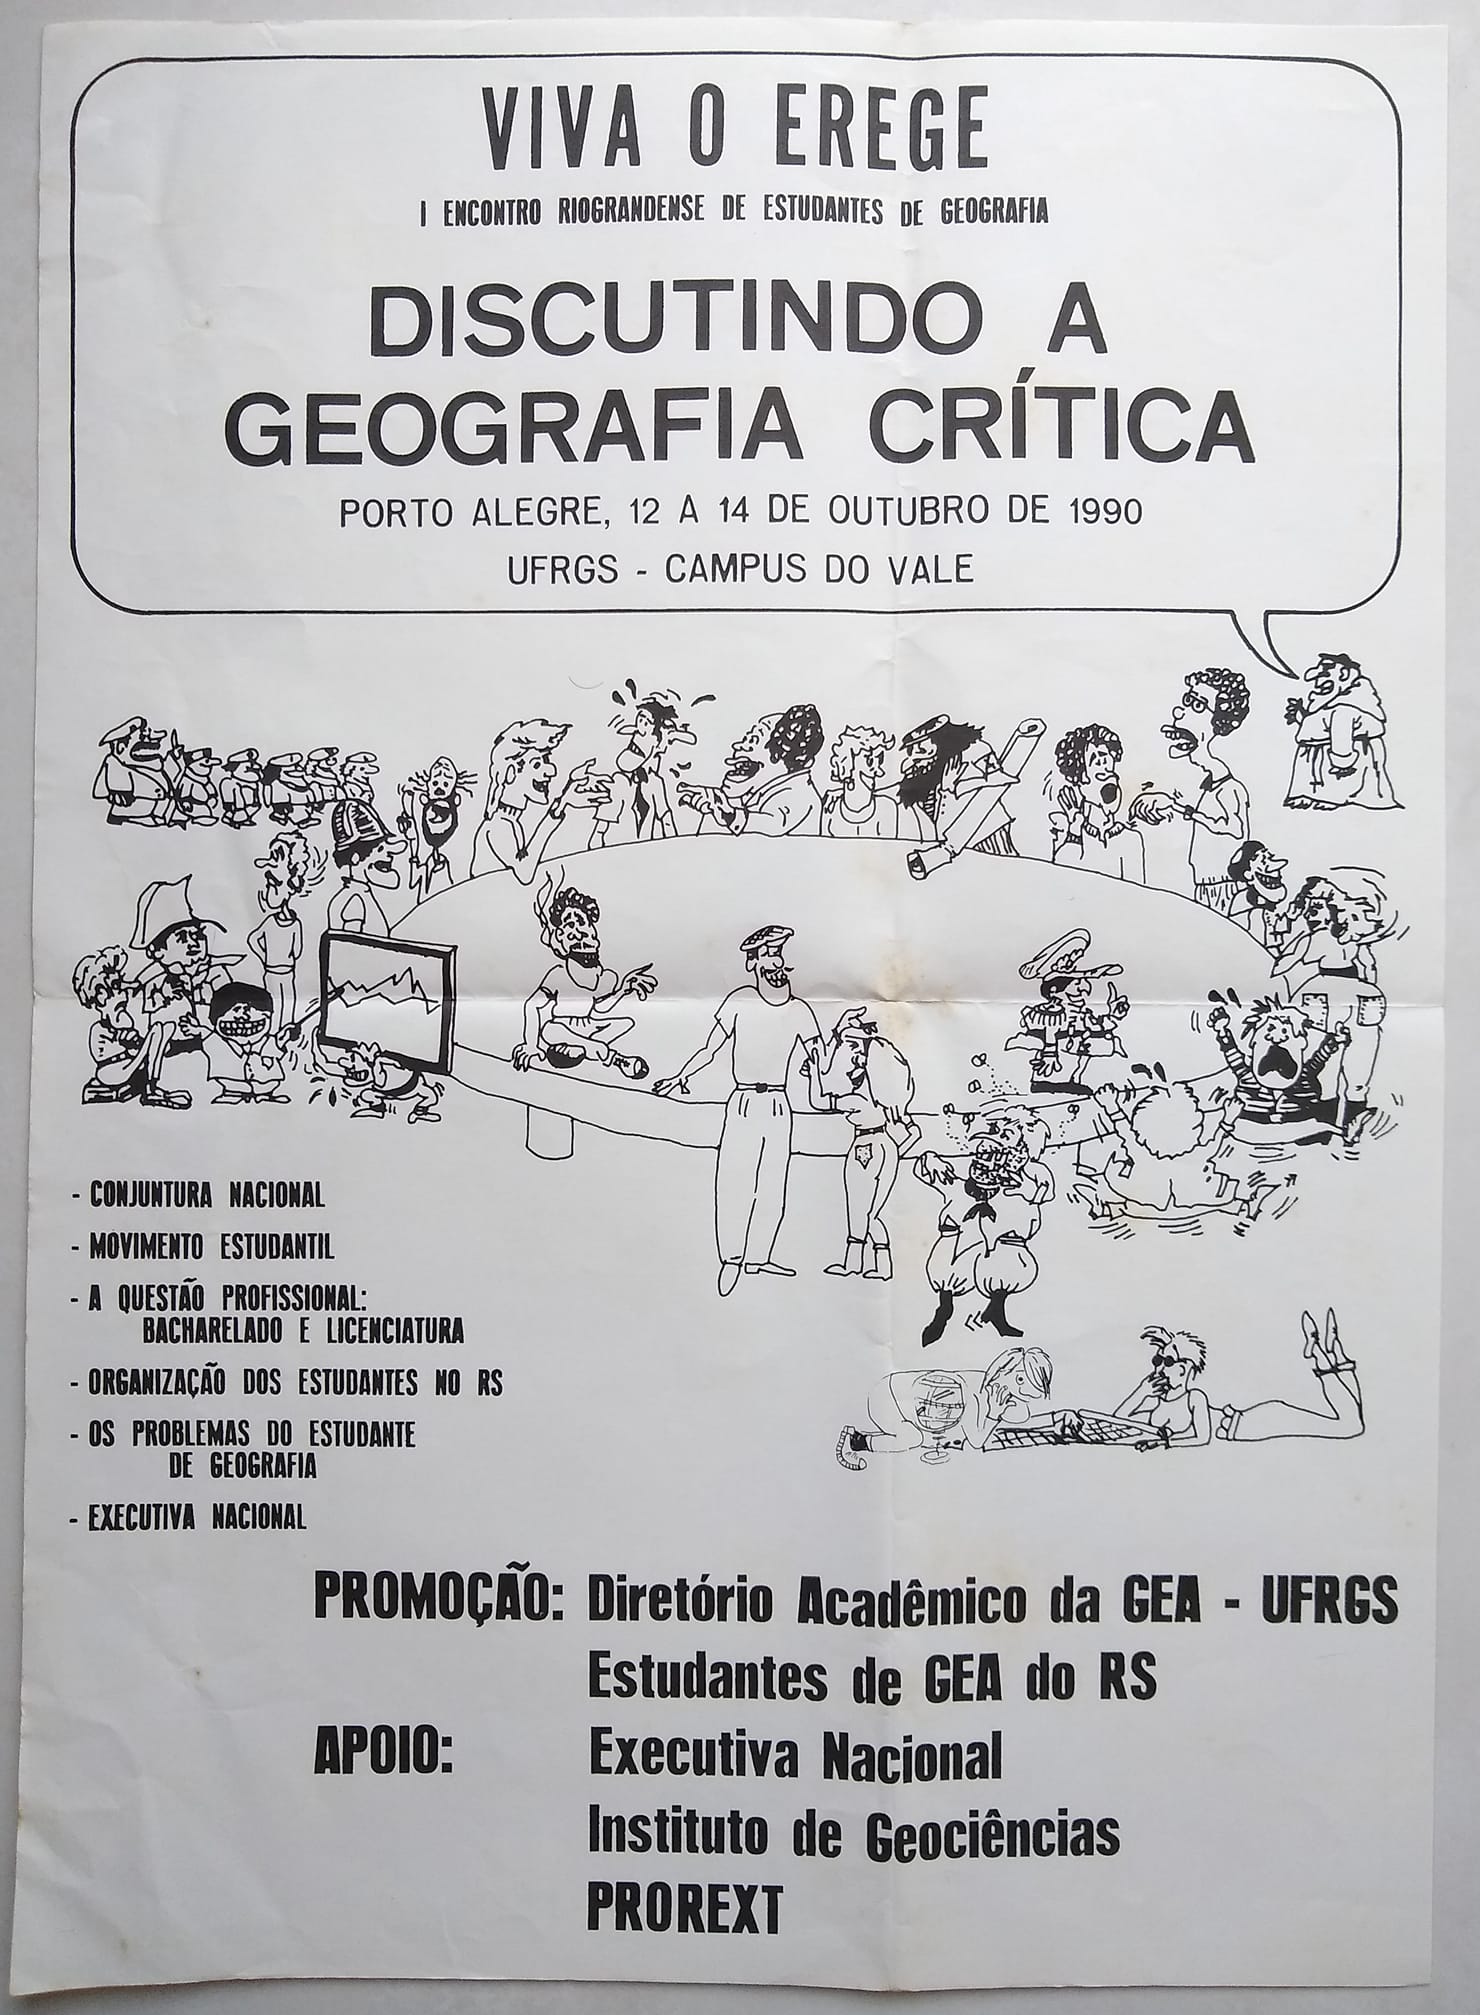 VIVA O EREGE
I ENCONTRO RIOGRANDENSE DE ESTUDANTES DE GEOGRAFIA
DISCUTINDO A
GEOGRAFIA CRÍTICA
PORTO ALEGRE, 12 A 14 DE OUTUBRO DE 1990
UFRGS - CAMPUS DO VALE
- CONJUNTURA NACIONAL
- MOVIMENTO ESTUDANTIL
- A QUESTÃO PROFISSIONAL:
BACHARELADO E LICENCIATURA
- ORGANIZAÇÃO DOS ESTUDANTES NO RS
- OS PROBLEMAS DO ESTUDANTE
DE GEOGRAFIA
- EXECUTIVA NACIONAL
PROMOÇÃO: Diretório Acadêmico da GEA - UFRGS
Estudantes de GEA do RS
APOIO: Executiva Nacional
Instituto de Geociências
PROREXT